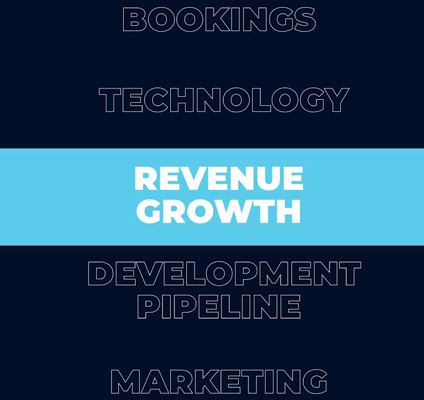 BOOKINGS
TECHNOLOGY
REVENUE
GROWTH
DEVELOPMENT
PIPELINE
MARKETING